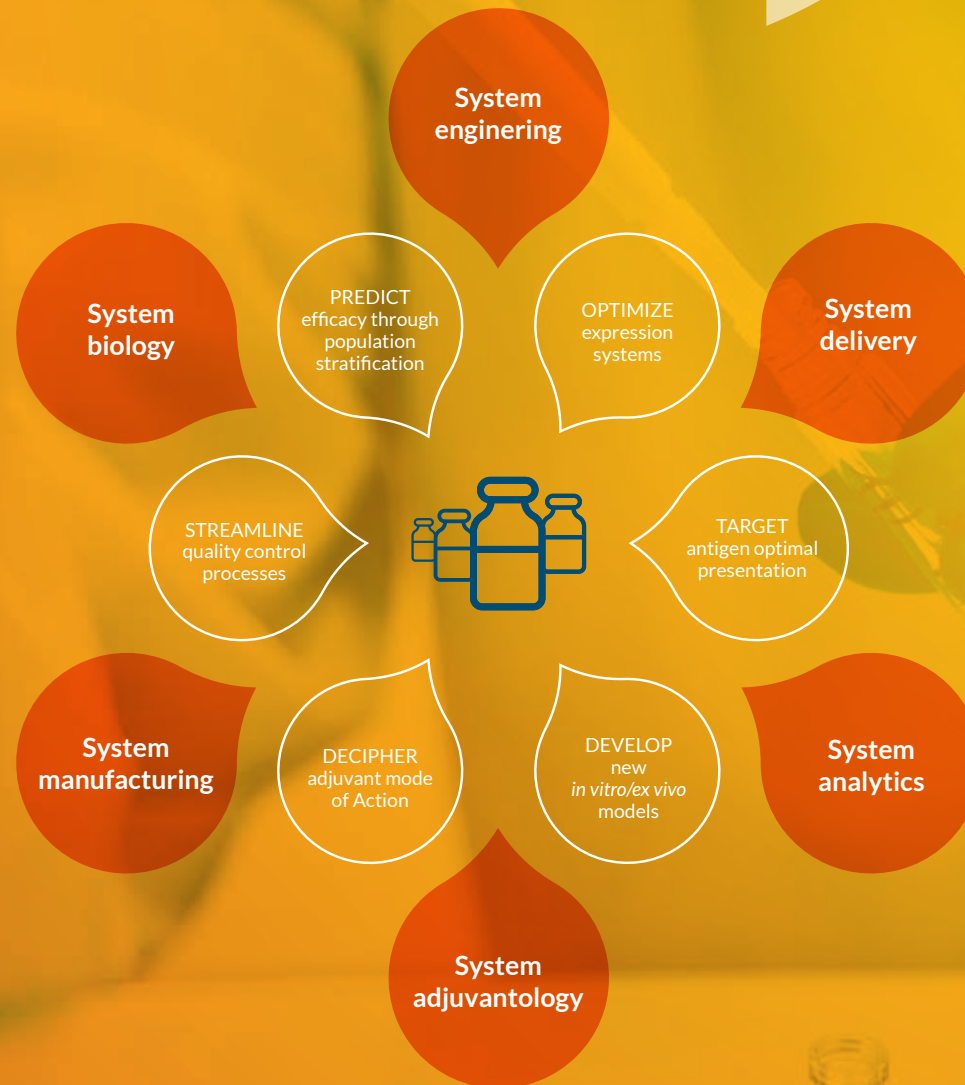 System
enginering
System
biology
PREDICT
efficacy through
population
stratification
OPTIMIZE
expression
systems
System
delivery
STREAMLINE
quality control
processes
TARGET
antigen optimal
presentation
System
manufacturing
DECIPHER
adjuvant mode
of Action
DEVELOP
new
in vitro/ex vivo
models
System
analytics
System
adjuvantology